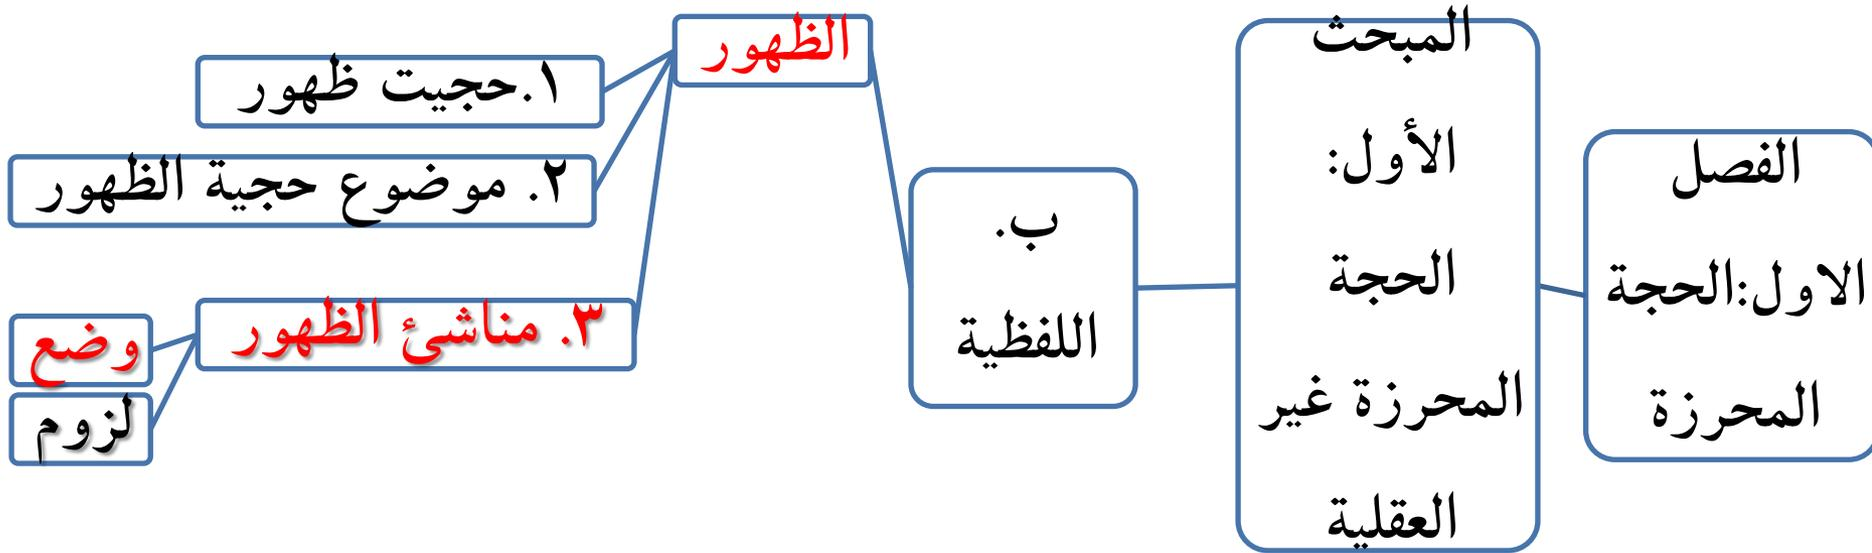 الفصل
الاول:الحجة
المحرزة
المبحث
الأول:
الحجة
المحرزة غير
العقلية
ب.
اللفظية
الظهور
١.حجيت ظهور
٢. موضوع حجية الظهور
٣. مناشئ الظهور
وضع
لزوم